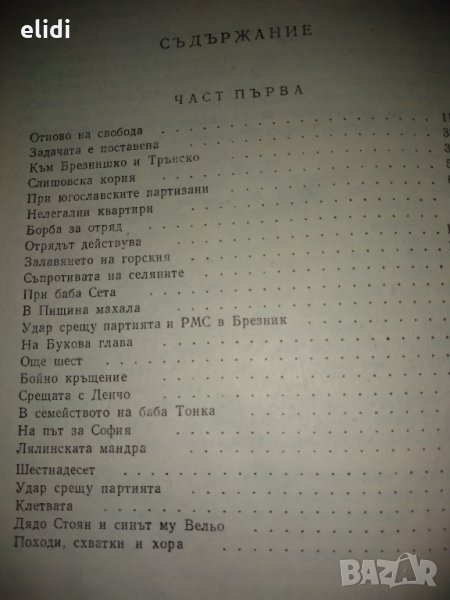 elidi
СЪДЪРЖАНИЕ
ЧАСТ ПЪРВА
Отново на свобода
Задачата е поставена
Към Брезнишко и Трънско
Слишовска кория
При югославските партизани
Нелегални квартири
Борба за отряд
Отрядът действува
Залавянето на горския
Съпротивата на селяните
При баба Сета
В Пищина махала
Удар срещу партията и РМС в Брезник
На Букова глава
Още шест
Бойно кръщение
Срещата с Денчо
В семейството на баба Тонка
На път за София
Лялинската мандра
Шестнадесет
Удар срещу партията
Клетвата
Дядо Стоян и синът му Вельо
Походи, схватки и хора
BAZAR